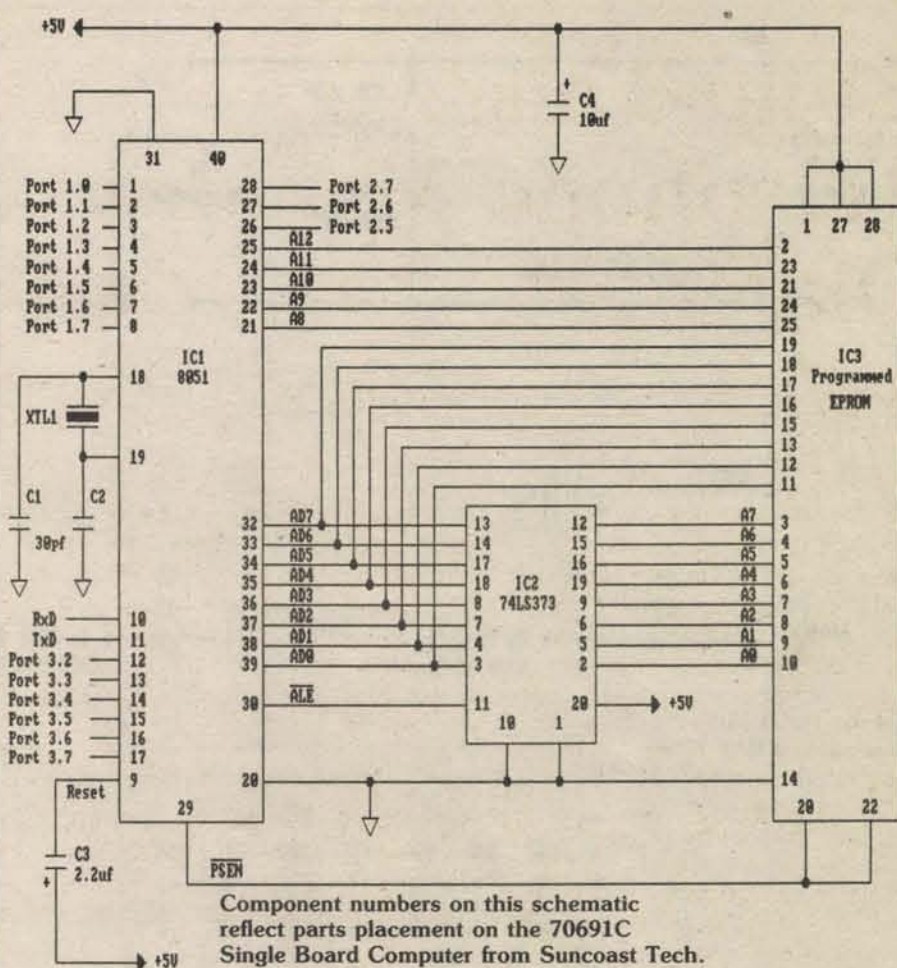 +5V
C4
10uf
31 40
Port 1.0 1
Port 1.1 2
Port 1.2 3
Port 1.3 4
Port 1.4 5
Port 1.5 6
Port 1.6 7
Port 1.7 8
28 Port 2.7
27 Port 2.6
26 Port 2.5
25 A12
24 A11
23 A10
22 A9
21 A8
1 27 28
2
23
21
24
25
19
18
17
16
15
13
12
11
IC1
8051
IC3
Programmed
EPROM
18
XTL1
19
C1 C2
30pf
32 AD7 13 12 A7 3
33 AD6 14 15 A6 4
34 AD5 17 16 A5 5
35 AD4 18 19 A4 6
36 AD3 8 9 A3 7
37 AD2 7 6 A2 8
38 AD1 4 5 A1 9
39 AD0 3 2 A0 10
IC2
74LS373
30 ALE 11 20 +5V
10 1
RxD 10
TxD 11
Port 3.2 12
Port 3.3 13
Port 3.4 14
Port 3.5 15
Port 3.6 16
Port 3.7 17
9
Reset
20 14
29 20 22
PSEN
C3
2.2uf
+5V
Component numbers on this schematic
reflect parts placement on the 70691C
Single Board Computer from Suncoast Tech.